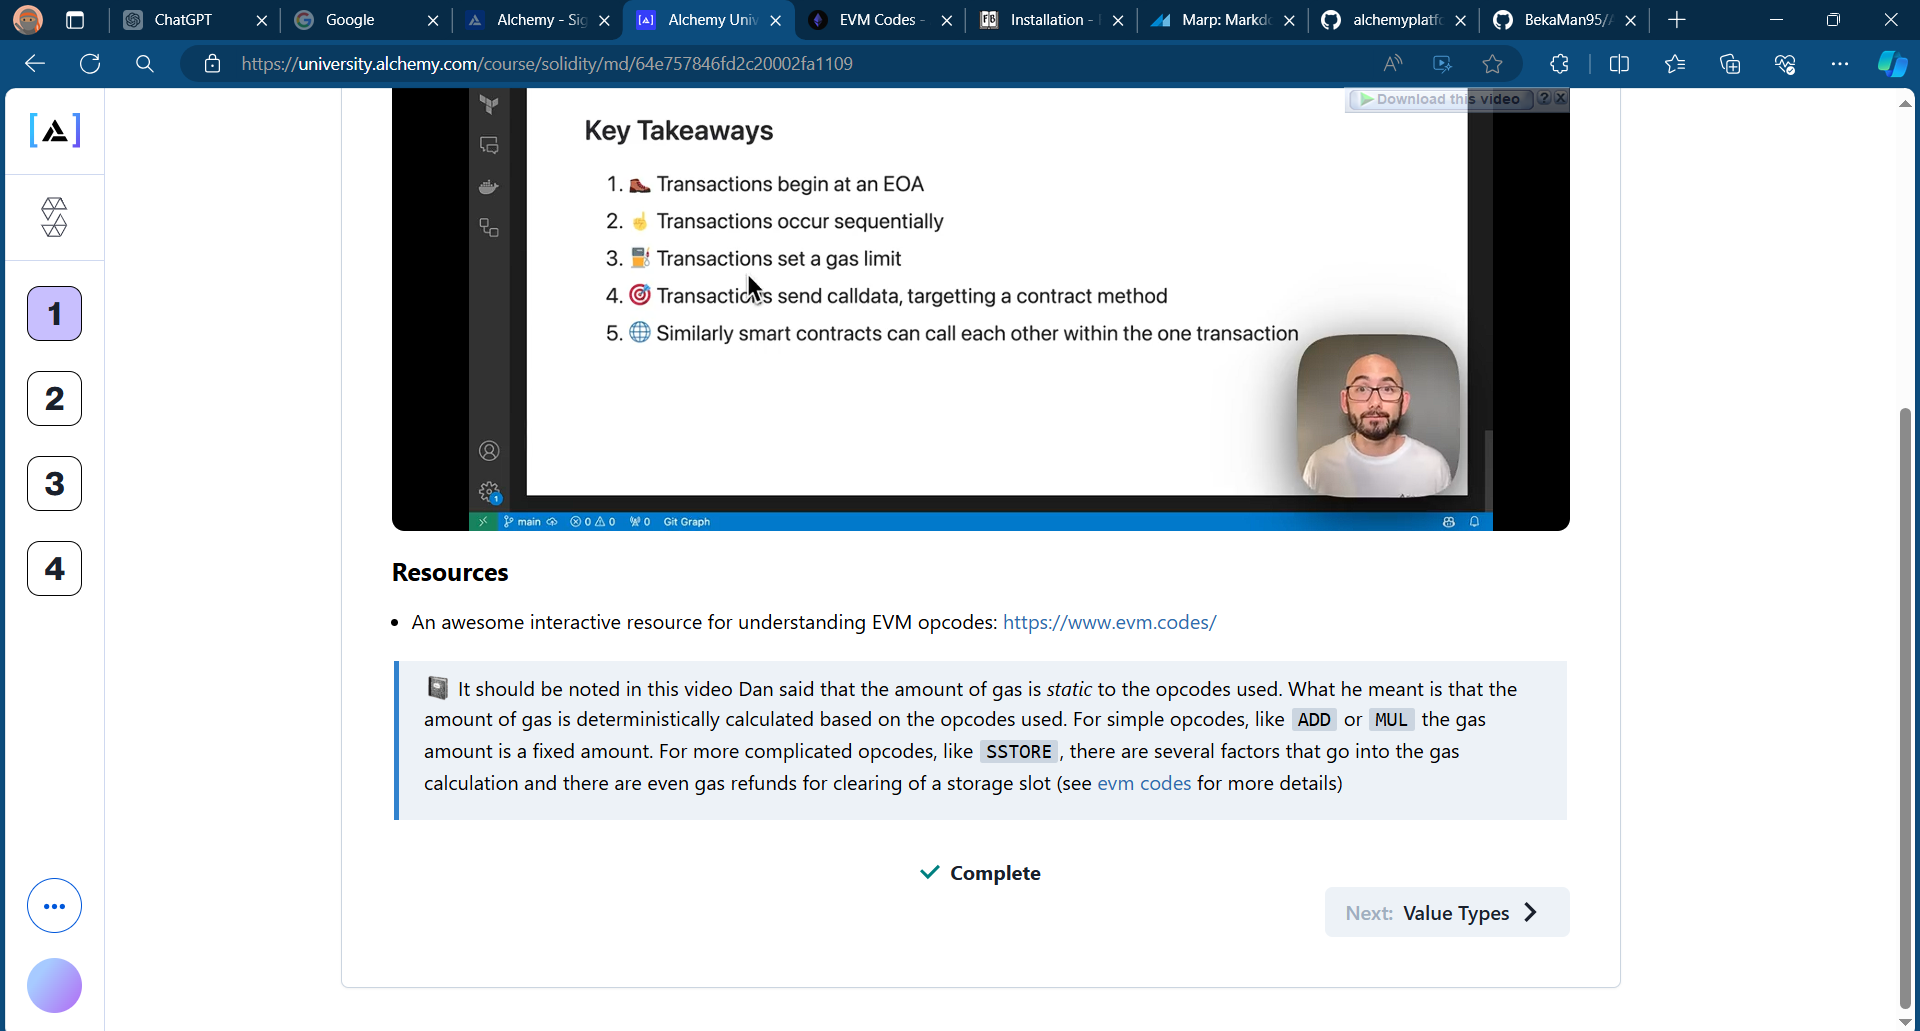 ChatGPT
Google
Alchemy - Sig
Alchemy Univ
EVM Codes -
Installation -
Marp: Markdo
alchemyplatfo
BekaMan95/
https://university.alchemy.com/course/solidity/md/64e757846fd2c20002fa1109
Download this video
Key Takeaways
1. Transactions begin at an EOA
2. Transactions occur sequentially
3. Transactions set a gas limit
4. Transactions send calldata, targetting a contract method
5. Similarly smart contracts can call each other within the one transaction
1
2
3
4
1
main 0 0 0 Git Graph
Resources
• An awesome interactive resource for understanding EVM opcodes: https://www.evm.codes/
It should be noted in this video Dan said that the amount of gas is static to the opcodes used. What he meant is that the
amount of gas is deterministically calculated based on the opcodes used. For simple opcodes, like ADD or MUL the gas
amount is a fixed amount. For more complicated opcodes, like SSTORE, there are several factors that go into the gas
calculation and there are even gas refunds for clearing of a storage slot (see evm codes for more details)
Complete
Next: Value Types